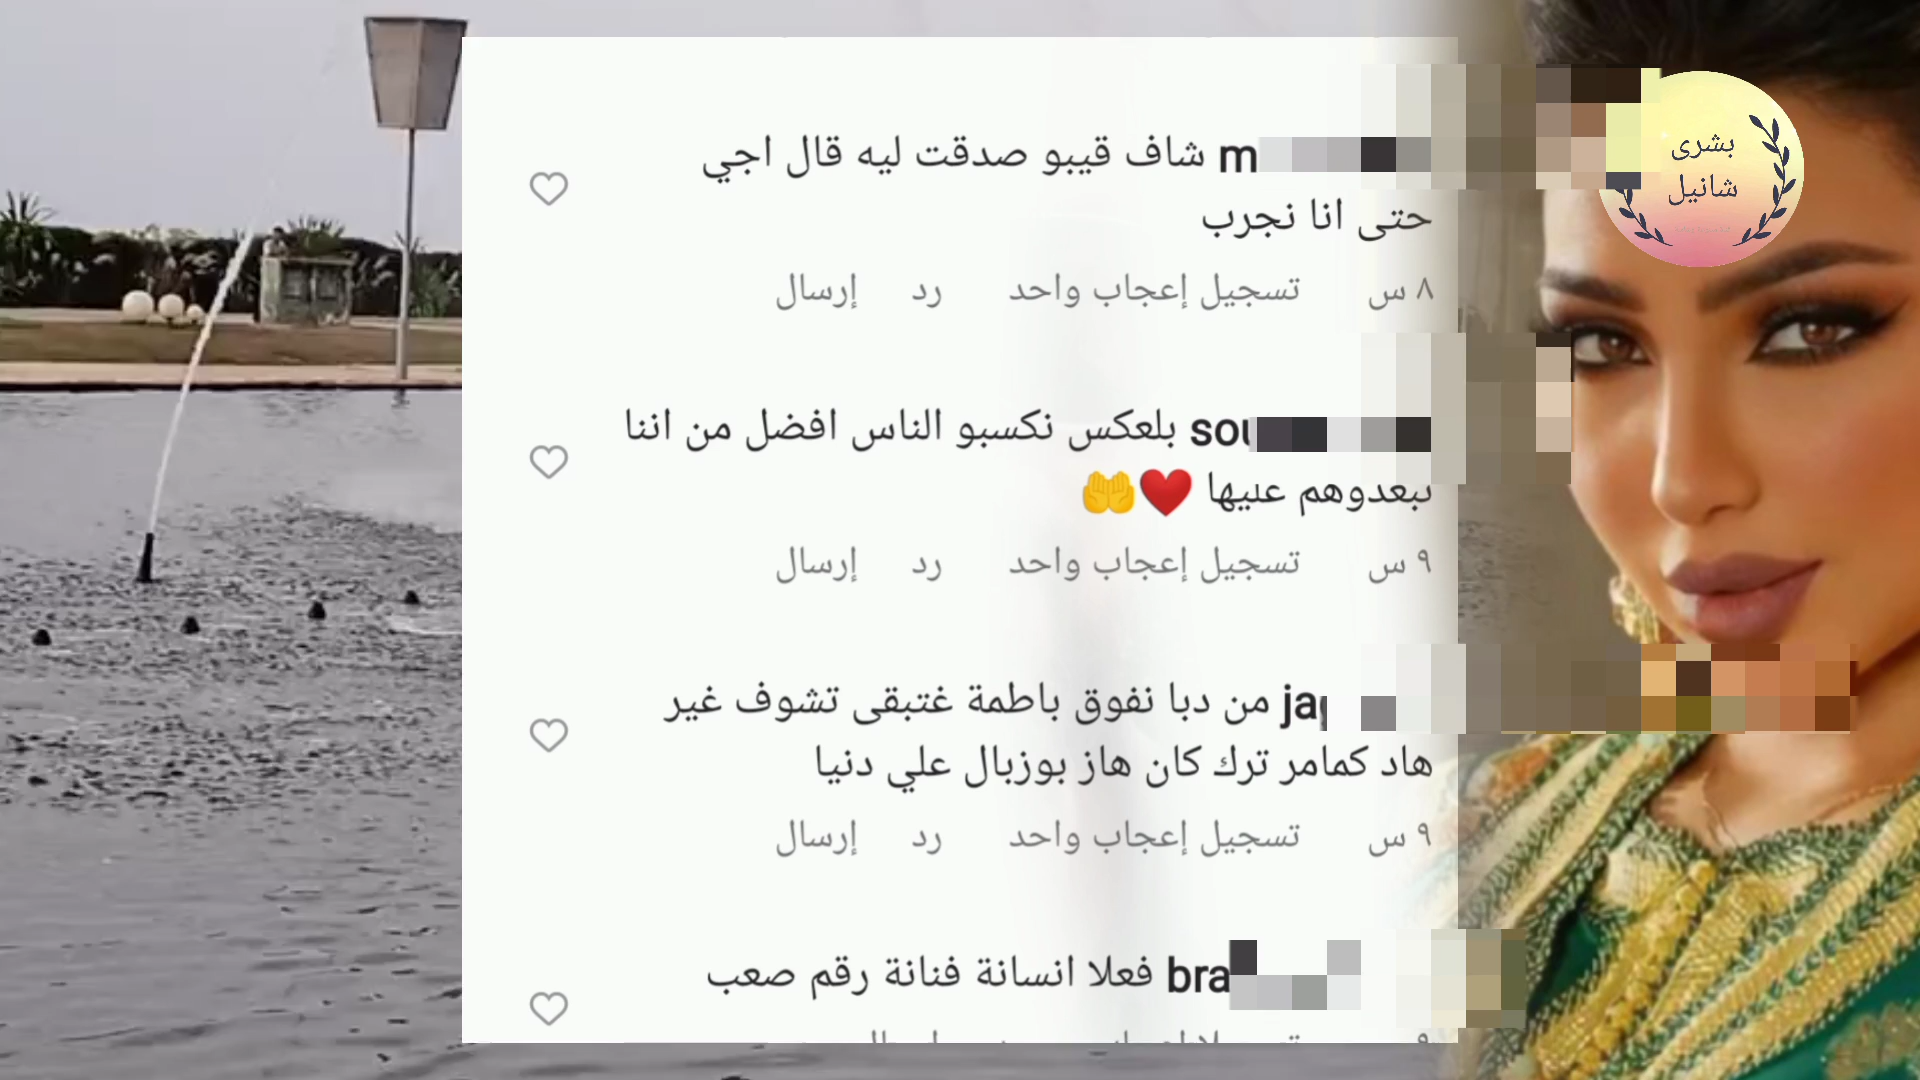 بشرى
شانيل
m شاف قيبو صدقت ليه قال اجي
حتى انا نجرب
٨ س تسجيل إعجاب واحد رد إرسال
sou بلعكس نكسبو الناس افضل من اننا
نبعدوهم عليها ❤️🤲
٩ س تسجيل إعجاب واحد رد إرسال
ja من دبا نفوق باطمة غتبقى تشوف غير
هاد كمامر ترك كان هاز بوزبال علي دنيا
٩ س تسجيل إعجاب واحد رد إرسال
bra فعلا انسانة فنانة رقم صعب